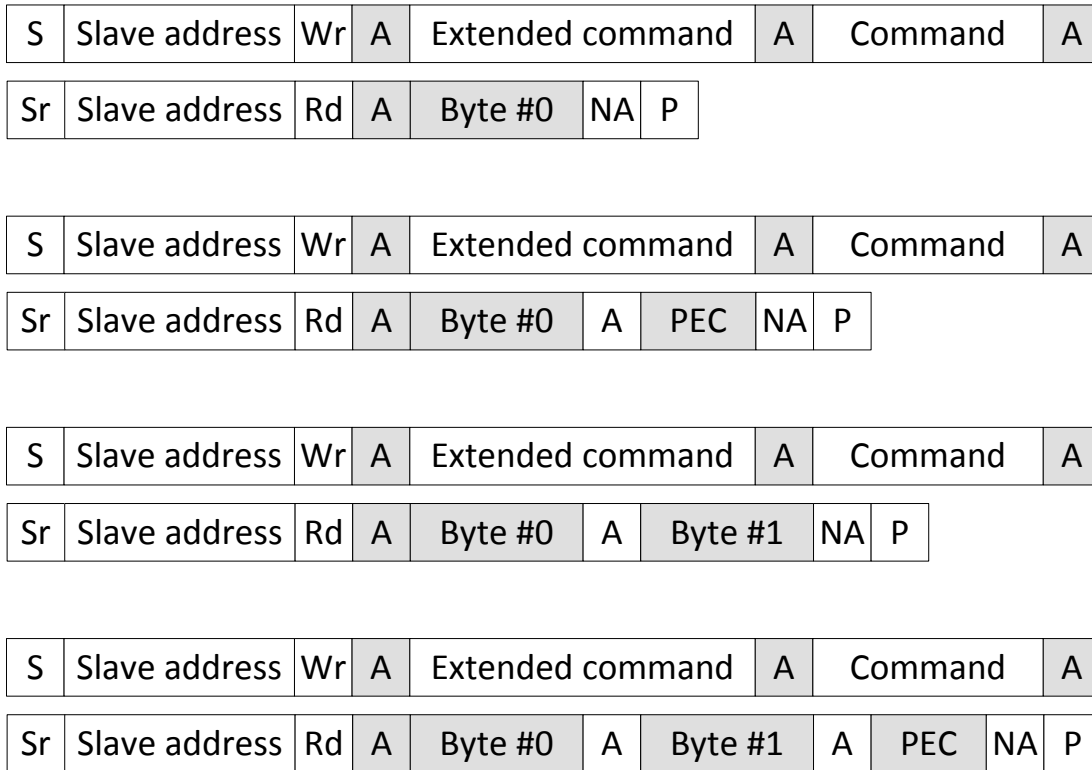 S Slave address Wr A Extended command A Command A
Sr Slave address Rd A Byte #0 NA P
S Slave address Wr A Extended command A Command A
Sr Slave address Rd A Byte #0 A PEC NA P
S Slave address Wr A Extended command A Command A
Sr Slave address Rd A Byte #0 A Byte #1 NA P
S Slave address Wr A Extended command A Command A
Sr Slave address Rd A Byte #0 A Byte #1 A PEC NA P